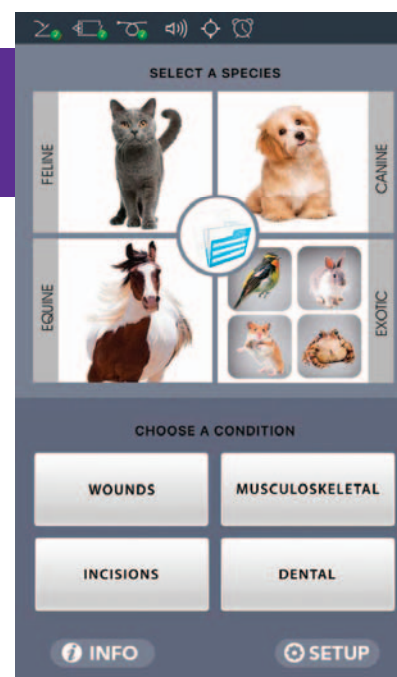 SELECT A SPECIES
FELINE
CANINE
EQUINE
EXOTIC
CHOOSE A CONDITION
WOUNDS
MUSCULOSKELETAL
INCISIONS
DENTAL
INFO
SETUP